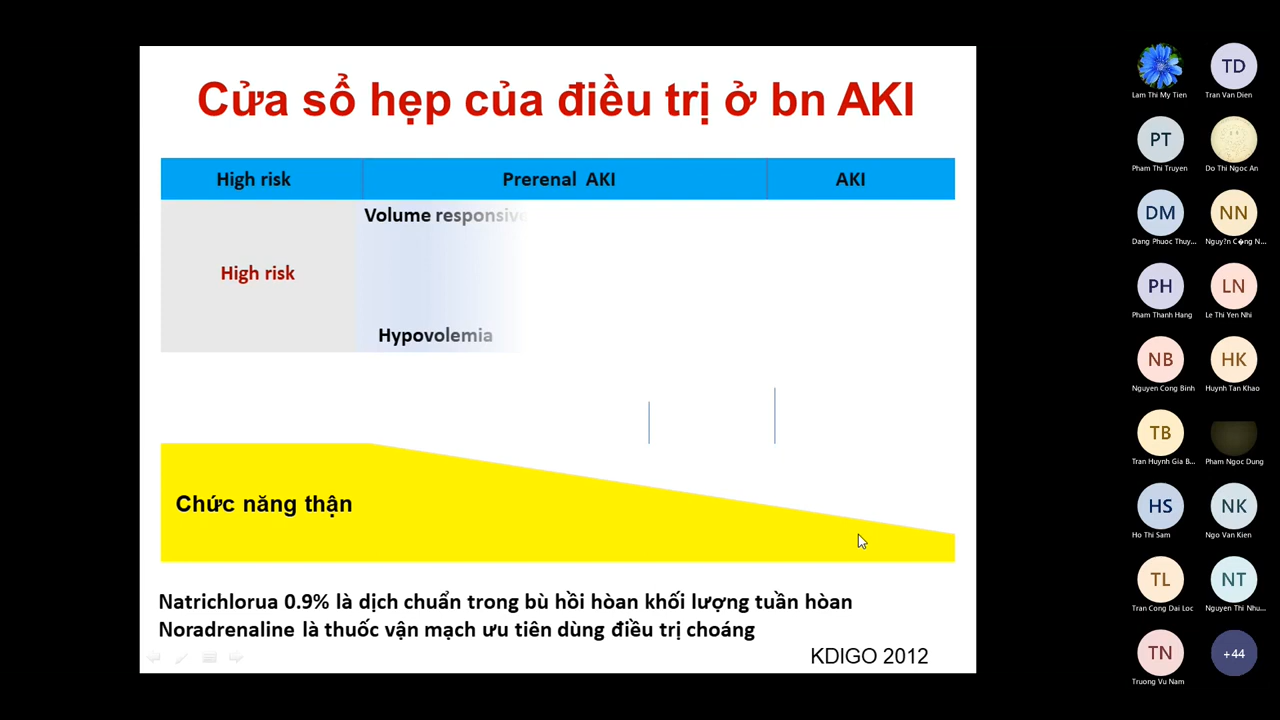 Cửa sổ hẹp của điều trị ở bn AKI
High risk
Prerenal AKI
AKI
Volume responsive
High risk
Hypovolemia
Chức năng thận
Natrichlorua 0.9% là dịch chuẩn trong bù hồi hòan khối lượng tuần hòan
Noradrenaline là thuốc vận mạch ưu tiên dùng điều trị choáng
KDIGO 2012
Lam Thi My Tien
TD
Tran Van Dien
PT
Pham Thi Truyen
Do Thi Ngoc An
DM
Dang Phuoc Thuy...
NN
Nguy?n C�ng N...
PH
Pham Thanh Hang
LN
Le Thi Yen Nhi
NB
Nguyen Cong Binh
HK
Huynh Tan Khao
TB
Tran Huynh Gia B...
Pham Ngoc Dung
HS
Ho Thi Sam
NK
Ngo Van Kien
TL
Tran Cong Dai Loc
NT
Nguyen Thi Nhu...
TN
Truong Vu Nam
+44